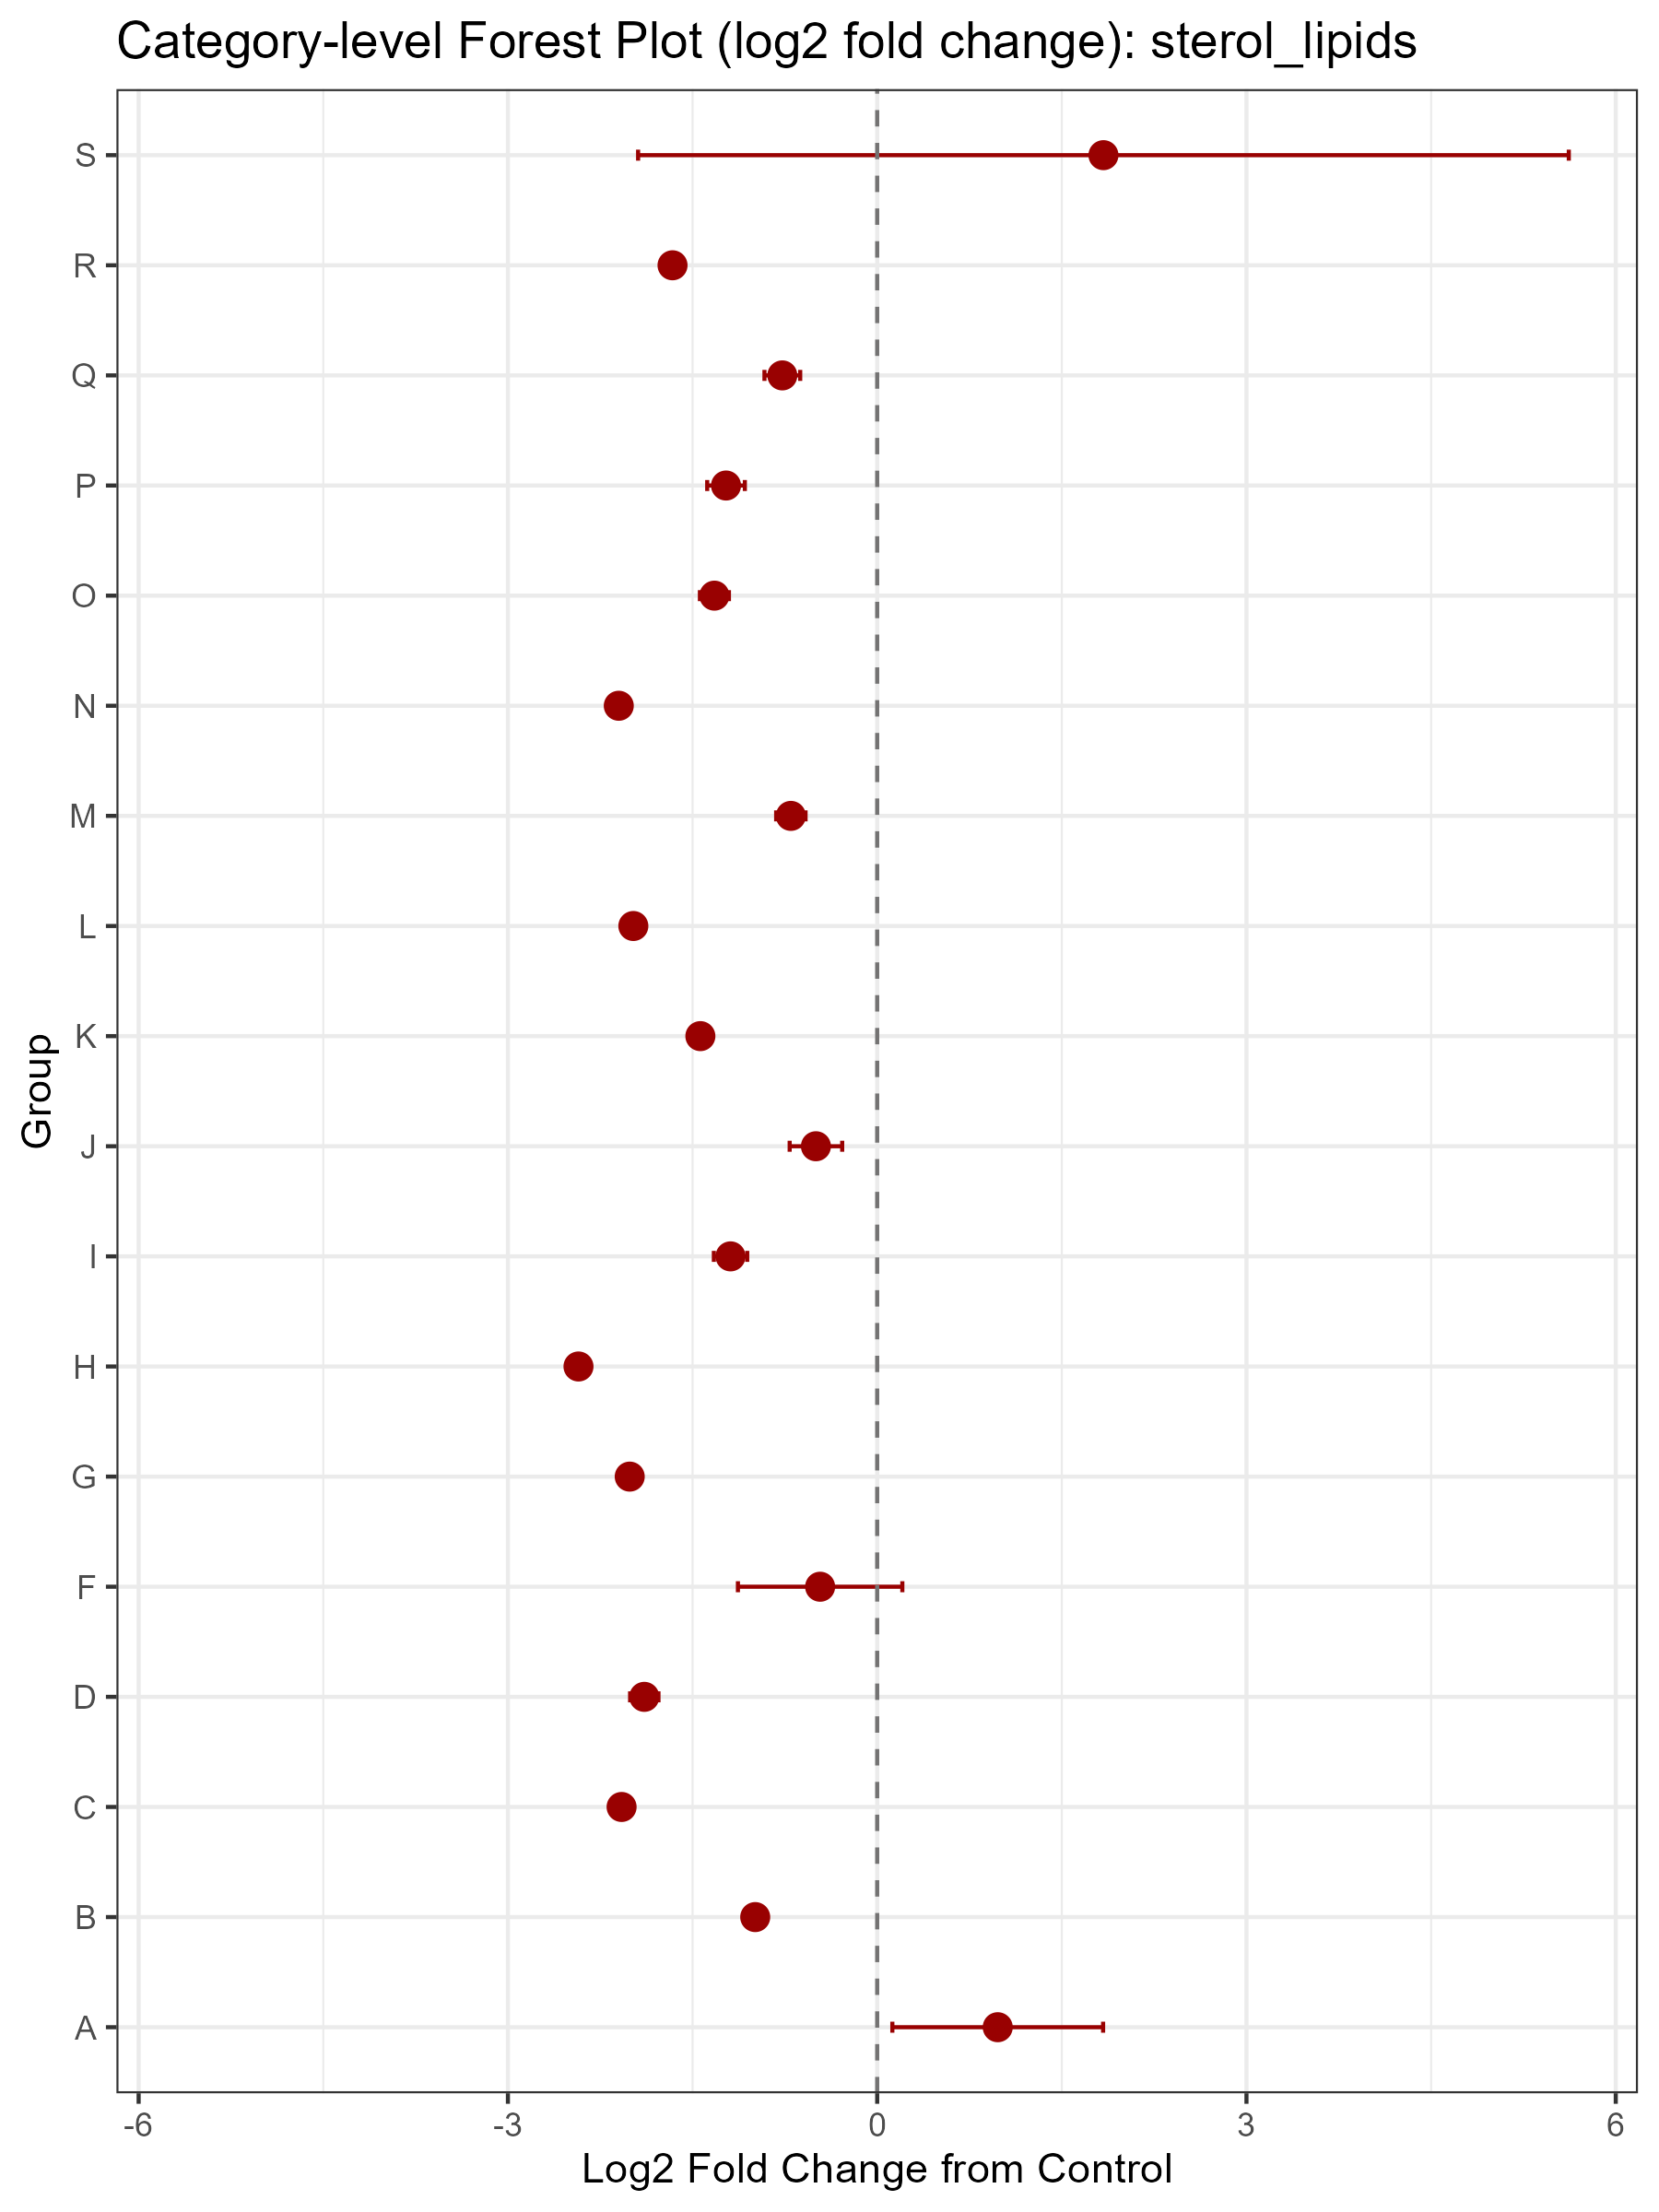 Category-level Forest Plot (log2 fold change): sterol_lipids
S
R
Q
P
O
N
M
L
K
J
I
H
G
F
D
C
B
A
Group
-6 -3 0 3 6
Log2 Fold Change from Control